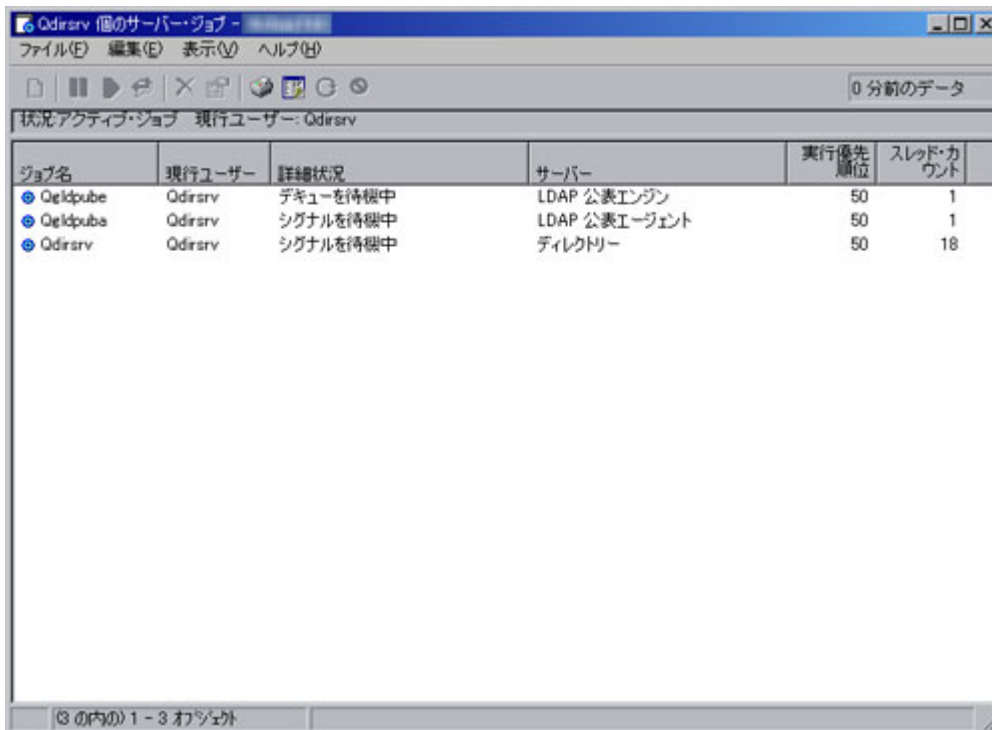 Qdirsrv 個のサーバー・ジョブ -
ファイル(F) 編集(E) 表示(V) ヘルプ(H)
0 分前のデータ
状況:アクティブ・ジョブ 現行ユーザー: Qdirsrv
ジョブ名 現行ユーザー 詳細状況 サーバー 実行優先順位 スレッド・カウント
Qgldpube Qdirsrv デキューを待機中 LDAP 公表エンジン 50 1
Qgldpuba Qdirsrv シグナルを待機中 LDAP 公表エージェント 50 1
Qdirsrv Qdirsrv シグナルを待機中 ディレクトリー 50 18
(3 の内の) 1 - 3 オブジェクト